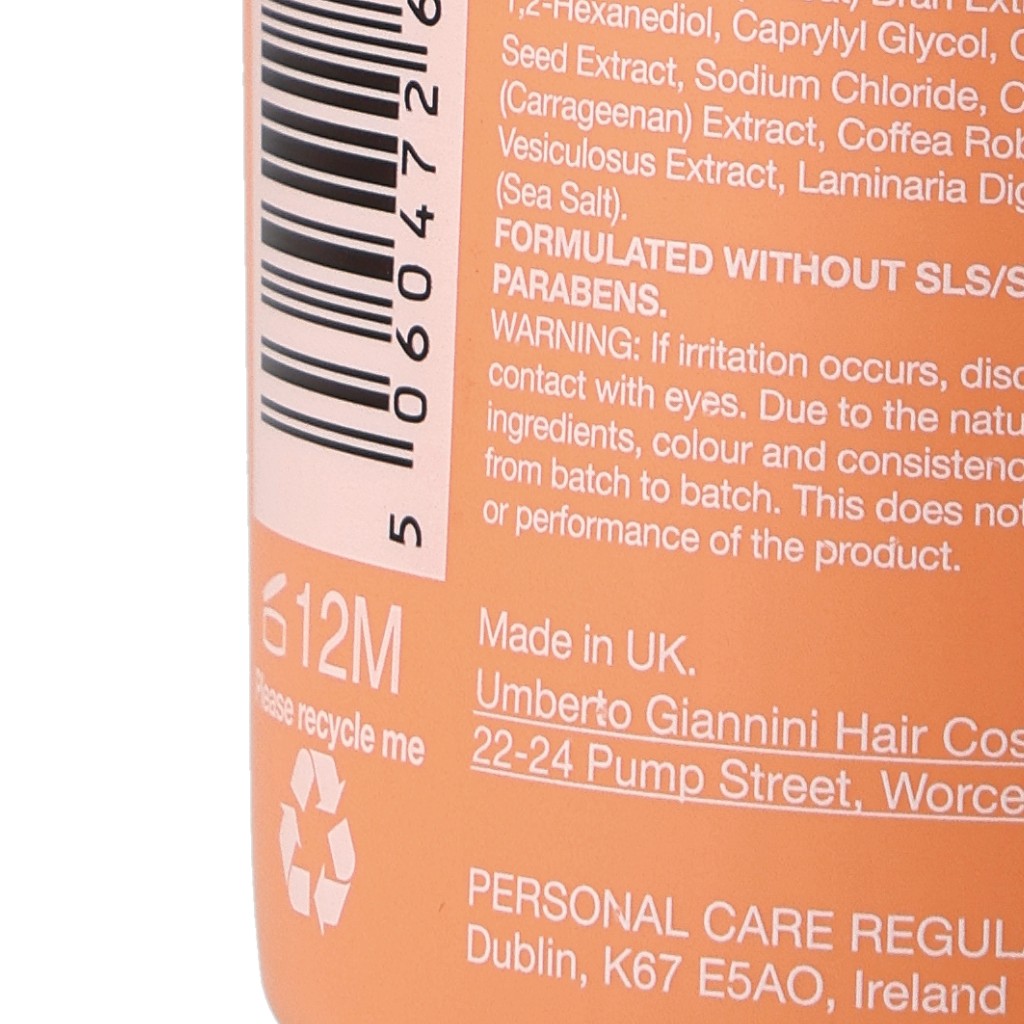 1,2-Hexanediol, Caprylyl Glycol,
Seed Extract, Sodium Chloride,
(Carrageenan) Extract, Coffea
Vesiculosus Extract, Laminaria
(Sea Salt).
FORMULATED WITHOUT SLS/S
PARABENS.
WARNING: If irritation occurs,
contact with eyes. Due to the
ingredients, colour and
from batch to batch. This does not
or performance of the product.
Made in UK.
Umberto Giannini Hair
22-24 Pump Street,
PERSONAL CARE
Dublin, K67 E5AO, Ireland
5 060472 6
12M
Please recycle me